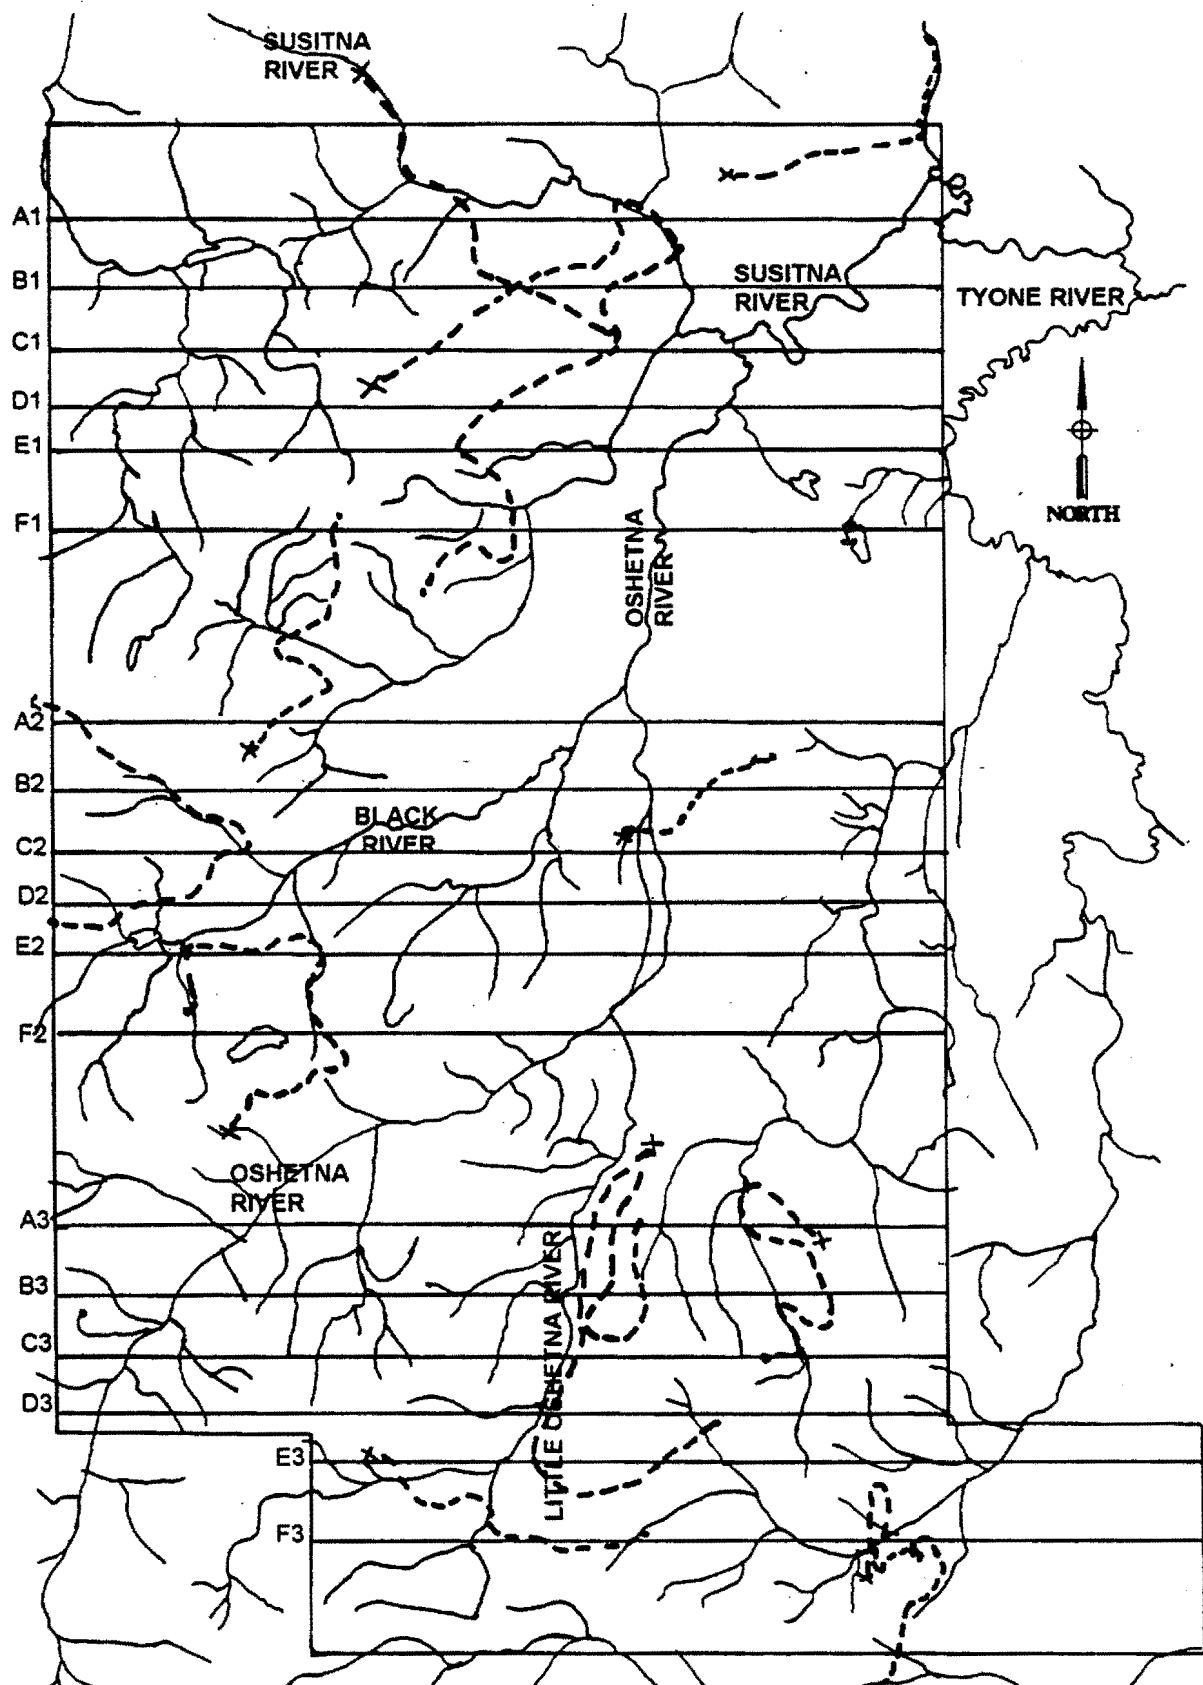 SUSITNA
RIVER
A1
B1
SUSITNA
RIVER
TYONE RIVER
C1
D1
E1
F1
NORTH
OSHETNA
RIVER
A2
B2
BLACK
RIVER
C2
D2
E2
F2
OSHETNA
RIVER
A3
B3
C3
D3
LITTLE OSHETNA RIVER
E3
F3